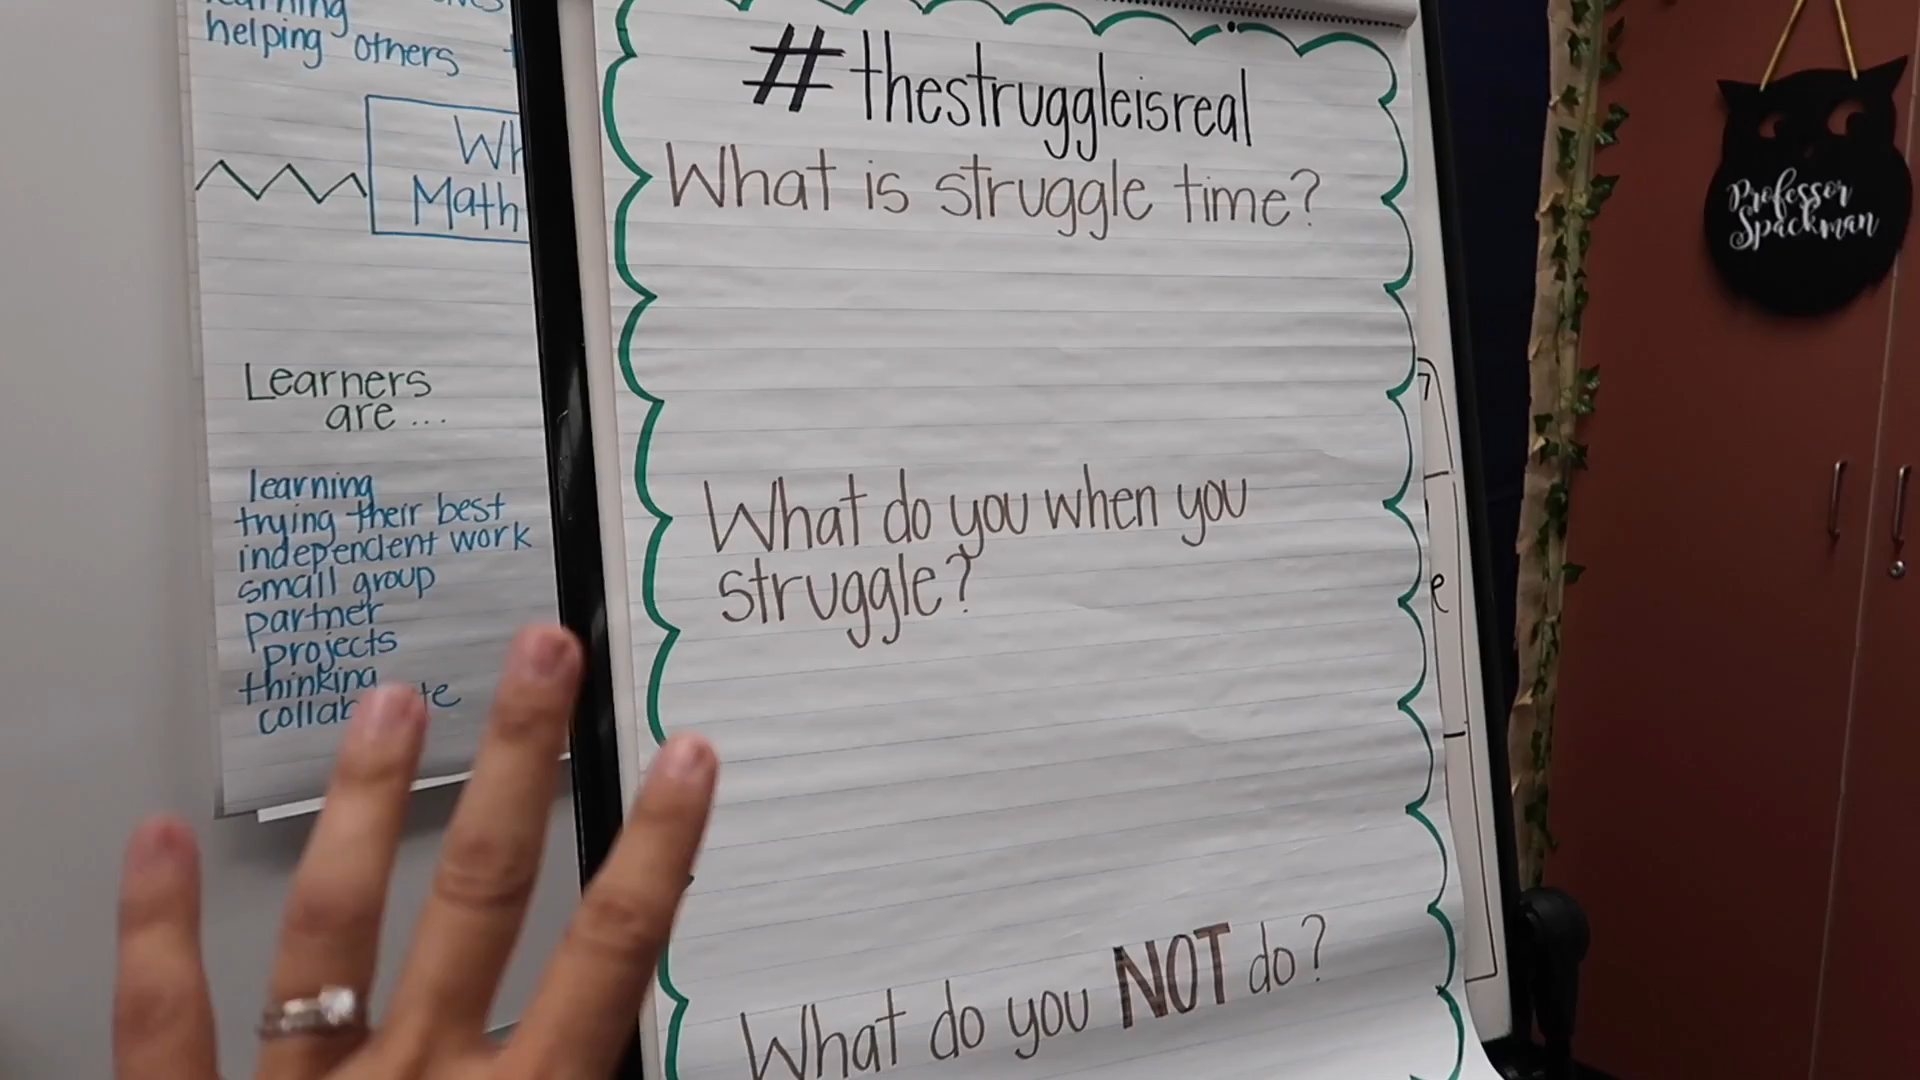 helping others
Math
Learners
are ...
learning
trying their best
independent work
small group
partner
projects
thinking
#thestruggleisreal
What is struggle time?
What do you when you
struggle?
What do you NOT do?
Professor
Spackman